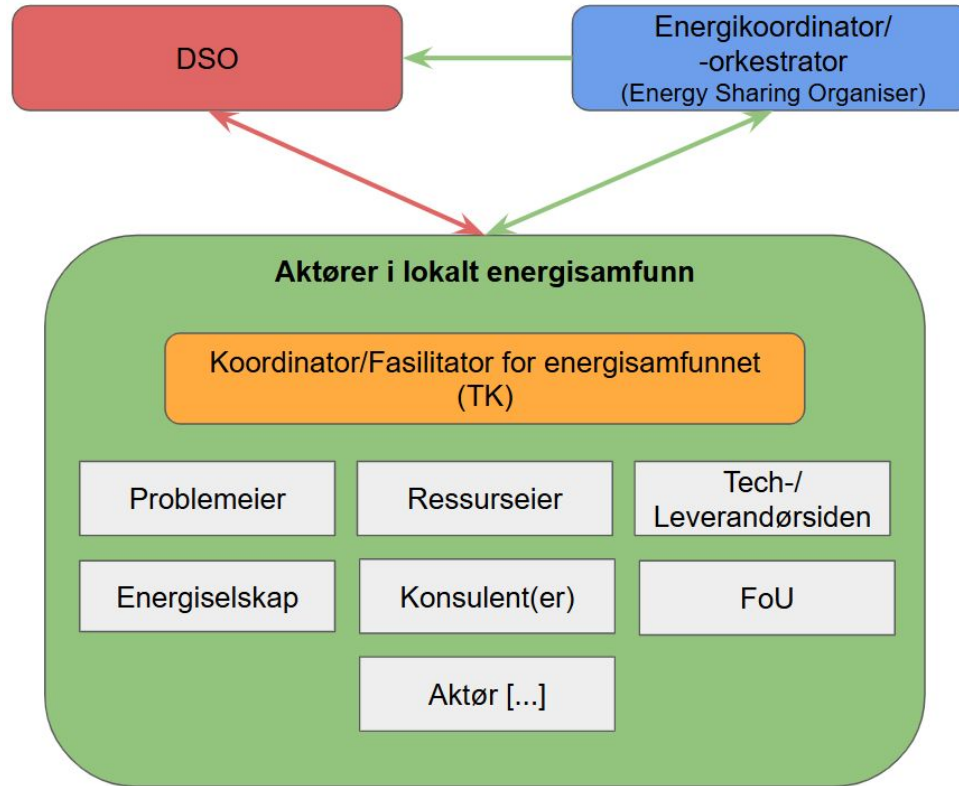 DSO
Energikoordinator/
-orkestrator
(Energy Sharing Organiser)
Aktører i lokalt energisamfunn
Koordinator/Fasilitator for energisamfunnet
(TK)
Problemeier
Ressurseier
Tech-/
Leverandørsiden
Energiselskap
Konsulent(er)
FoU
Aktør [...]